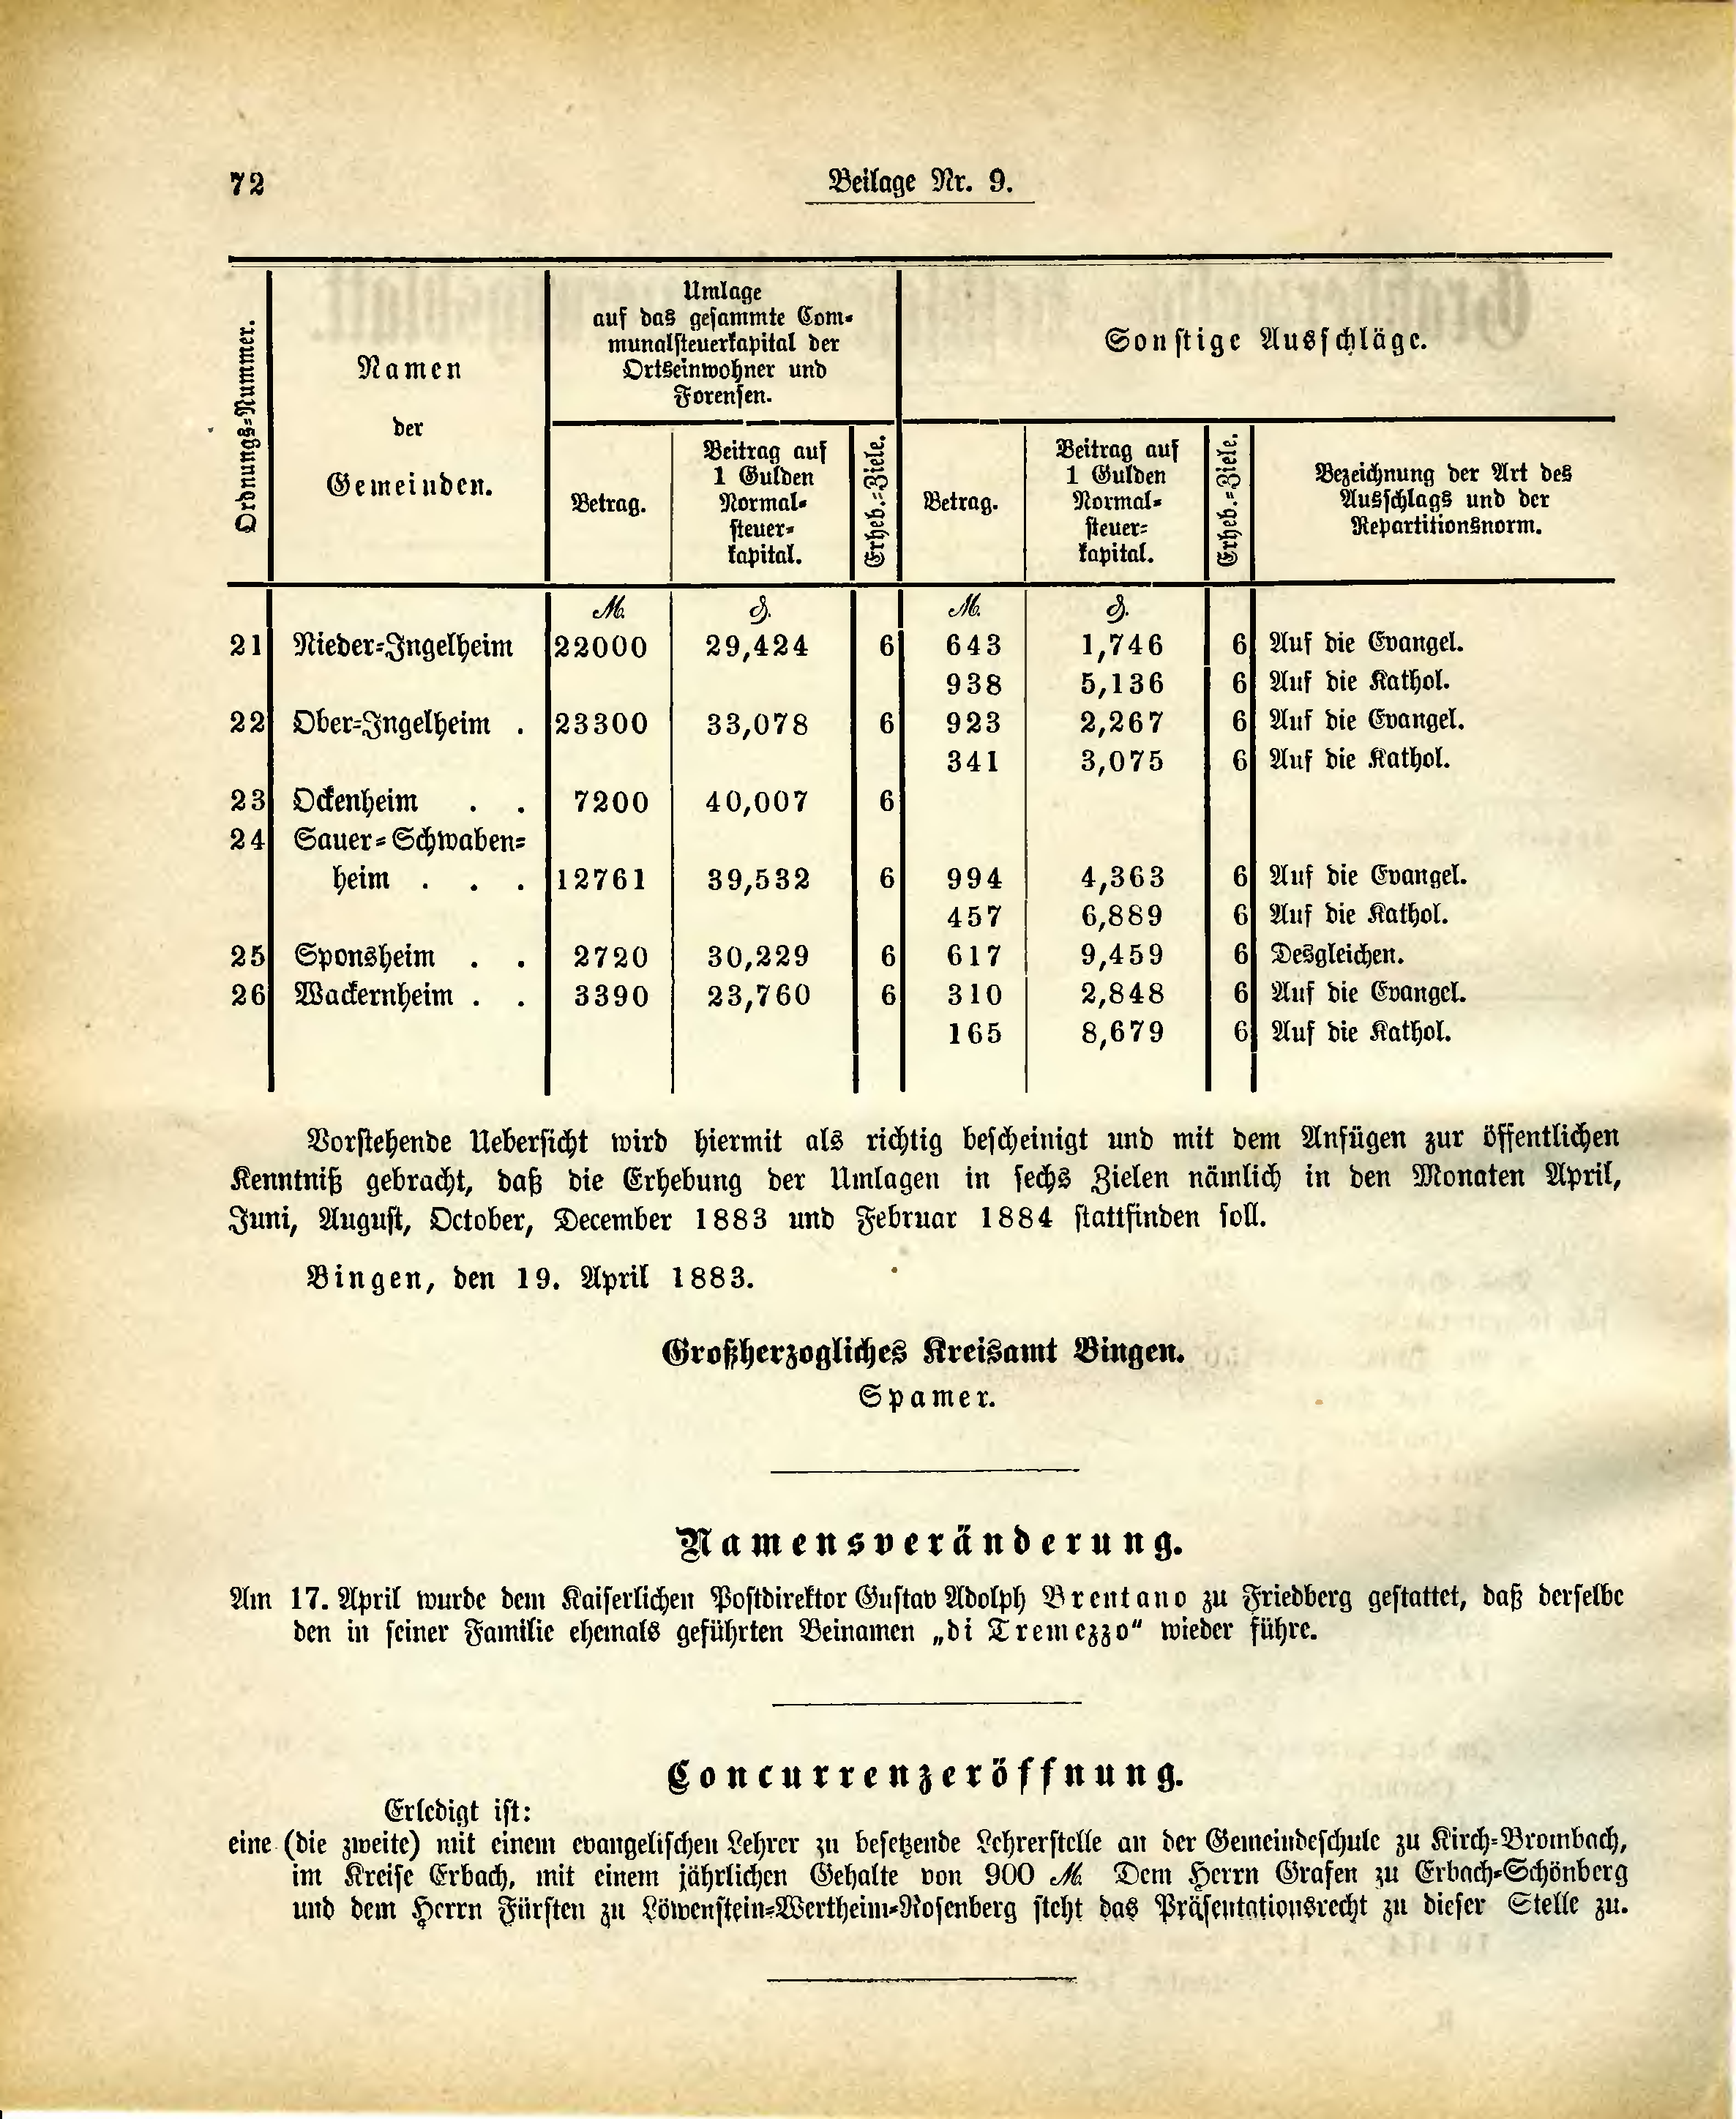 72
Beilage Nr. 9.
Ordnungs-Nummer.
Namen
der
Gemeinden.
Umlage
auf das gesammte Com-
munalsteuerkapital der
Ortseinwohner und
Forensen.
Sonstige Ausschläge.
Betrag.
Beitrag auf
1 Gulden
Normal-
steuer-
kapital.
Erheb.-Ziele.
Betrag.
Beitrag auf
1 Gulden
Normal-
steuer-
kapital.
Erheb.-Ziele.
Bezeichnung der Art des
Ausschlags und der
Repartitionsnorm.
ℳ. ₰. ℳ. ₰.
21 Nieder-Ingelheim 22000 29,424 6 643 1,746 6 Auf die Evangel.
938 5,136 6 Auf die Kathol.
22 Ober-Ingelheim . 23300 33,078 6 923 2,267 6 Auf die Evangel.
341 3,075 6 Auf die Kathol.
23 Ockenheim . . 7200 40,007 6
24 Sauer-Schwaben-
heim . . . 12761 39,532 6 994 4,363 6 Auf die Evangel.
457 6,889 6 Auf die Kathol.
25 Sponsheim . . 2720 30,229 6 617 9,459 6 Desgleichen.
26 Wackernheim . . 3390 23,760 6 310 2,848 6 Auf die Evangel.
165 8,679 6 Auf die Kathol.
Vorstehende Uebersicht wird hiermit als richtig bescheinigt und mit dem Anfügen zur öffentlichen
Kenntniß gebracht, daß die Erhebung der Umlagen in sechs Zielen nämlich in den Monaten April,
Juni, August, October, December 1883 und Februar 1884 stattfinden soll.
Bingen, den 19. April 1883.
Großherzogliches Kreisamt Bingen.
Spamer.
Namensveränderung.
Am 17. April wurde dem Kaiserlichen Postdirektor Gustav Adolph Brentano zu Friedberg gestattet, daß derselbe
den in seiner Familie ehemals geführten Beinamen „di Tremezzo" wieder führe.
Concurrenzeröffnung.
Erledigt ist:
eine (die zweite) mit einem evangelischen Lehrer zu besetzende Lehrerstelle an der Gemeindeschule zu Kirch-Brombach,
im Kreise Erbach, mit einem jährlichen Gehalte von 900 ℳ. Dem Herrn Grafen zu Erbach-Schönberg
und dem Herrn Fürsten zu Löwenstein-Wertheim-Rosenberg steht das Präsentationsrecht zu dieser Stelle zu.